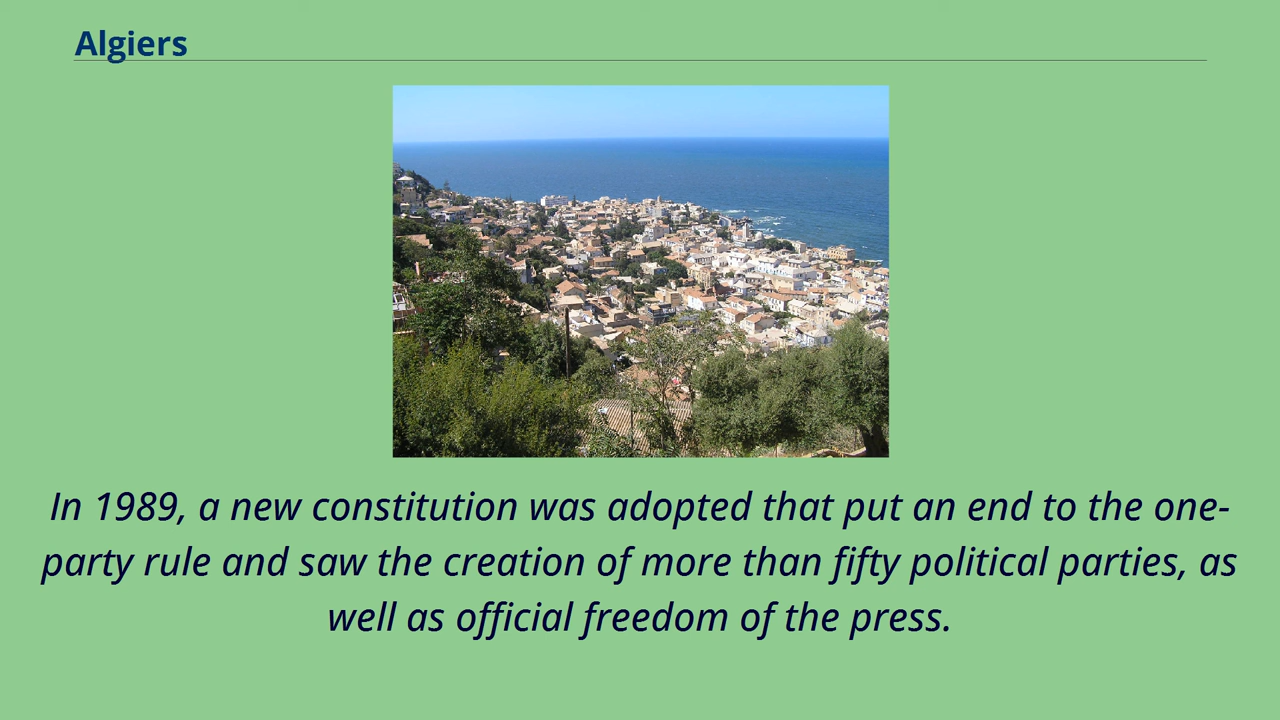 Algiers
In 1989, a new constitution was adopted that put an end to the one-
party rule and saw the creation of more than fifty political parties, as
well as official freedom of the press.